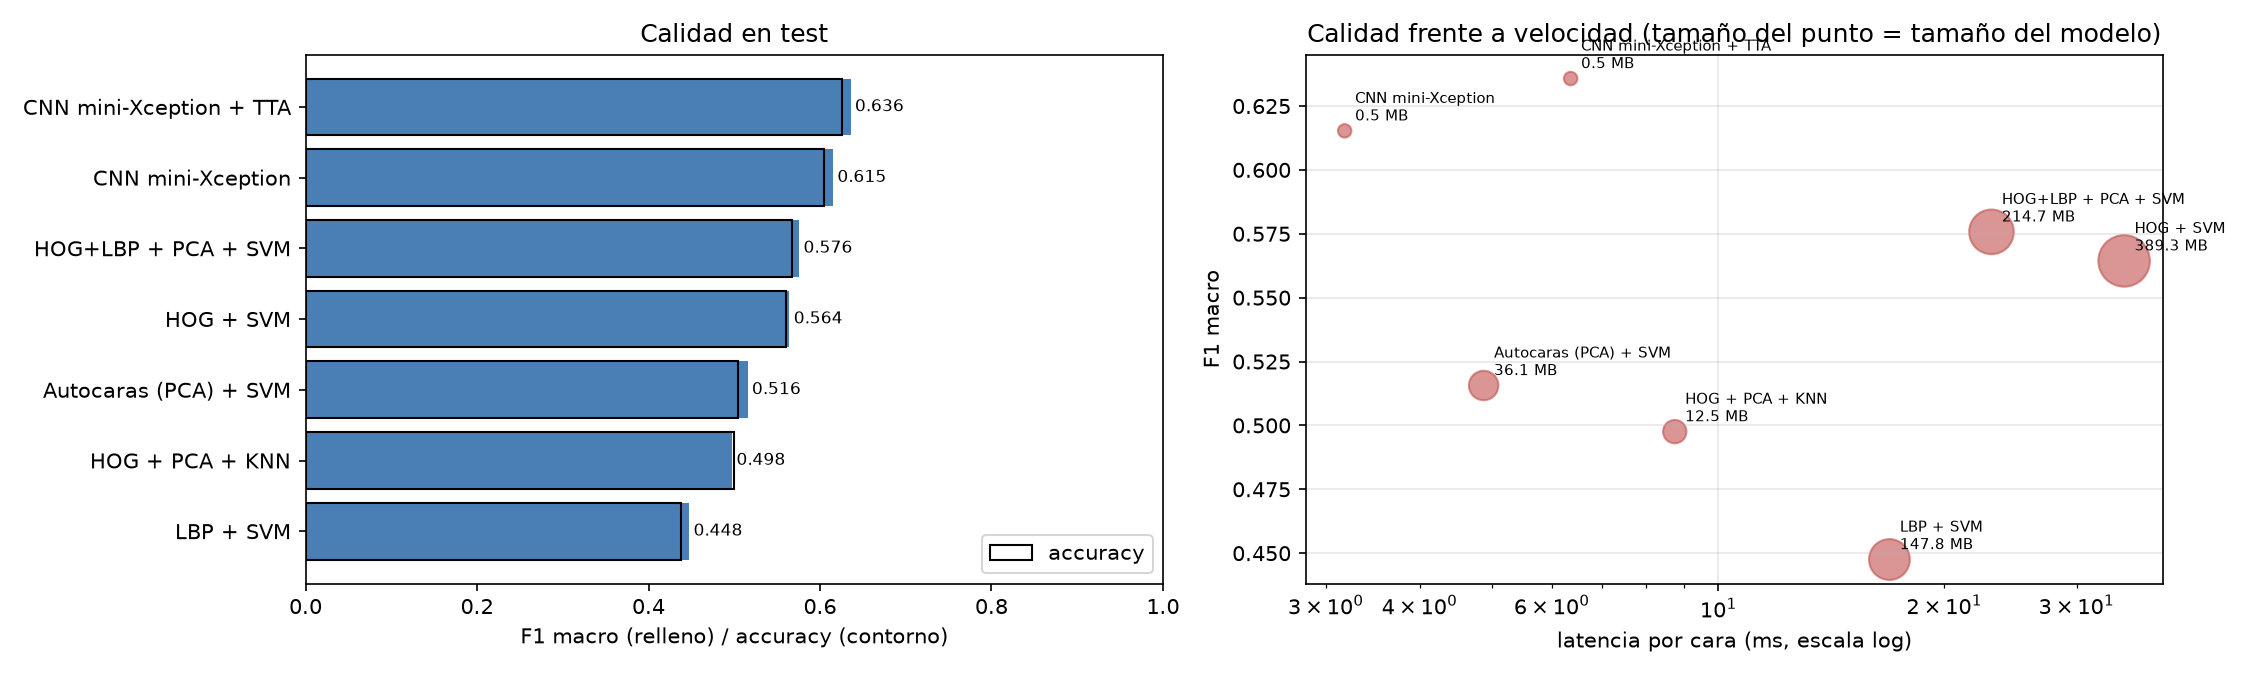 Calidad en test
CNN mini-Xception + TTA
0.636
CNN mini-Xception
0.615
HOG+LBP + PCA + SVM
0.576
HOG + SVM
0.564
Autocaras (PCA) + SVM
0.516
HOG + PCA + KNN
0.498
LBP + SVM
0.448
accuracy
0.0 0.2 0.4 0.6 0.8 1.0
F1 macro (relleno) / accuracy (contorno)
Calidad frente a velocidad (tamaño del punto = tamaño del modelo)
CNN mini-Xception + TTA
0.5 MB
CNN mini-Xception
0.5 MB
HOG+LBP + PCA + SVM
214.7 MB
HOG + SVM
389.3 MB
Autocaras (PCA) + SVM
36.1 MB
HOG + PCA + KNN
12.5 MB
LBP + SVM
147.8 MB
F1 macro
0.625
0.600
0.575
0.550
0.525
0.500
0.475
0.450
3 × 10⁰ 4 × 10⁰ 6 × 10⁰ 10¹ 2 × 10¹ 3 × 10¹
latencia por cara (ms, escala log)